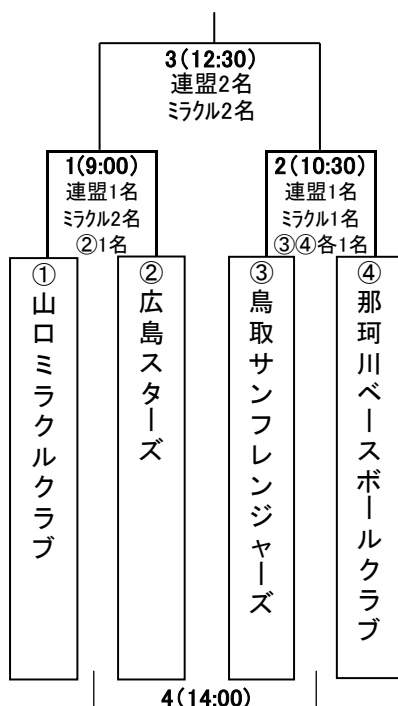 3(12:30)
連盟2名
ﾐﾗｸﾙ2名
1(9:00)
連盟1名
ﾐﾗｸﾙ2名
②1名
2(10:30)
連盟1名
ﾐﾗｸﾙ1名
③④各1名
①山口ミラクルクラブ
②広島スターズ
③鳥取サンフレンジャーズ
④那珂川ベースボールクラブ
4(14:00)